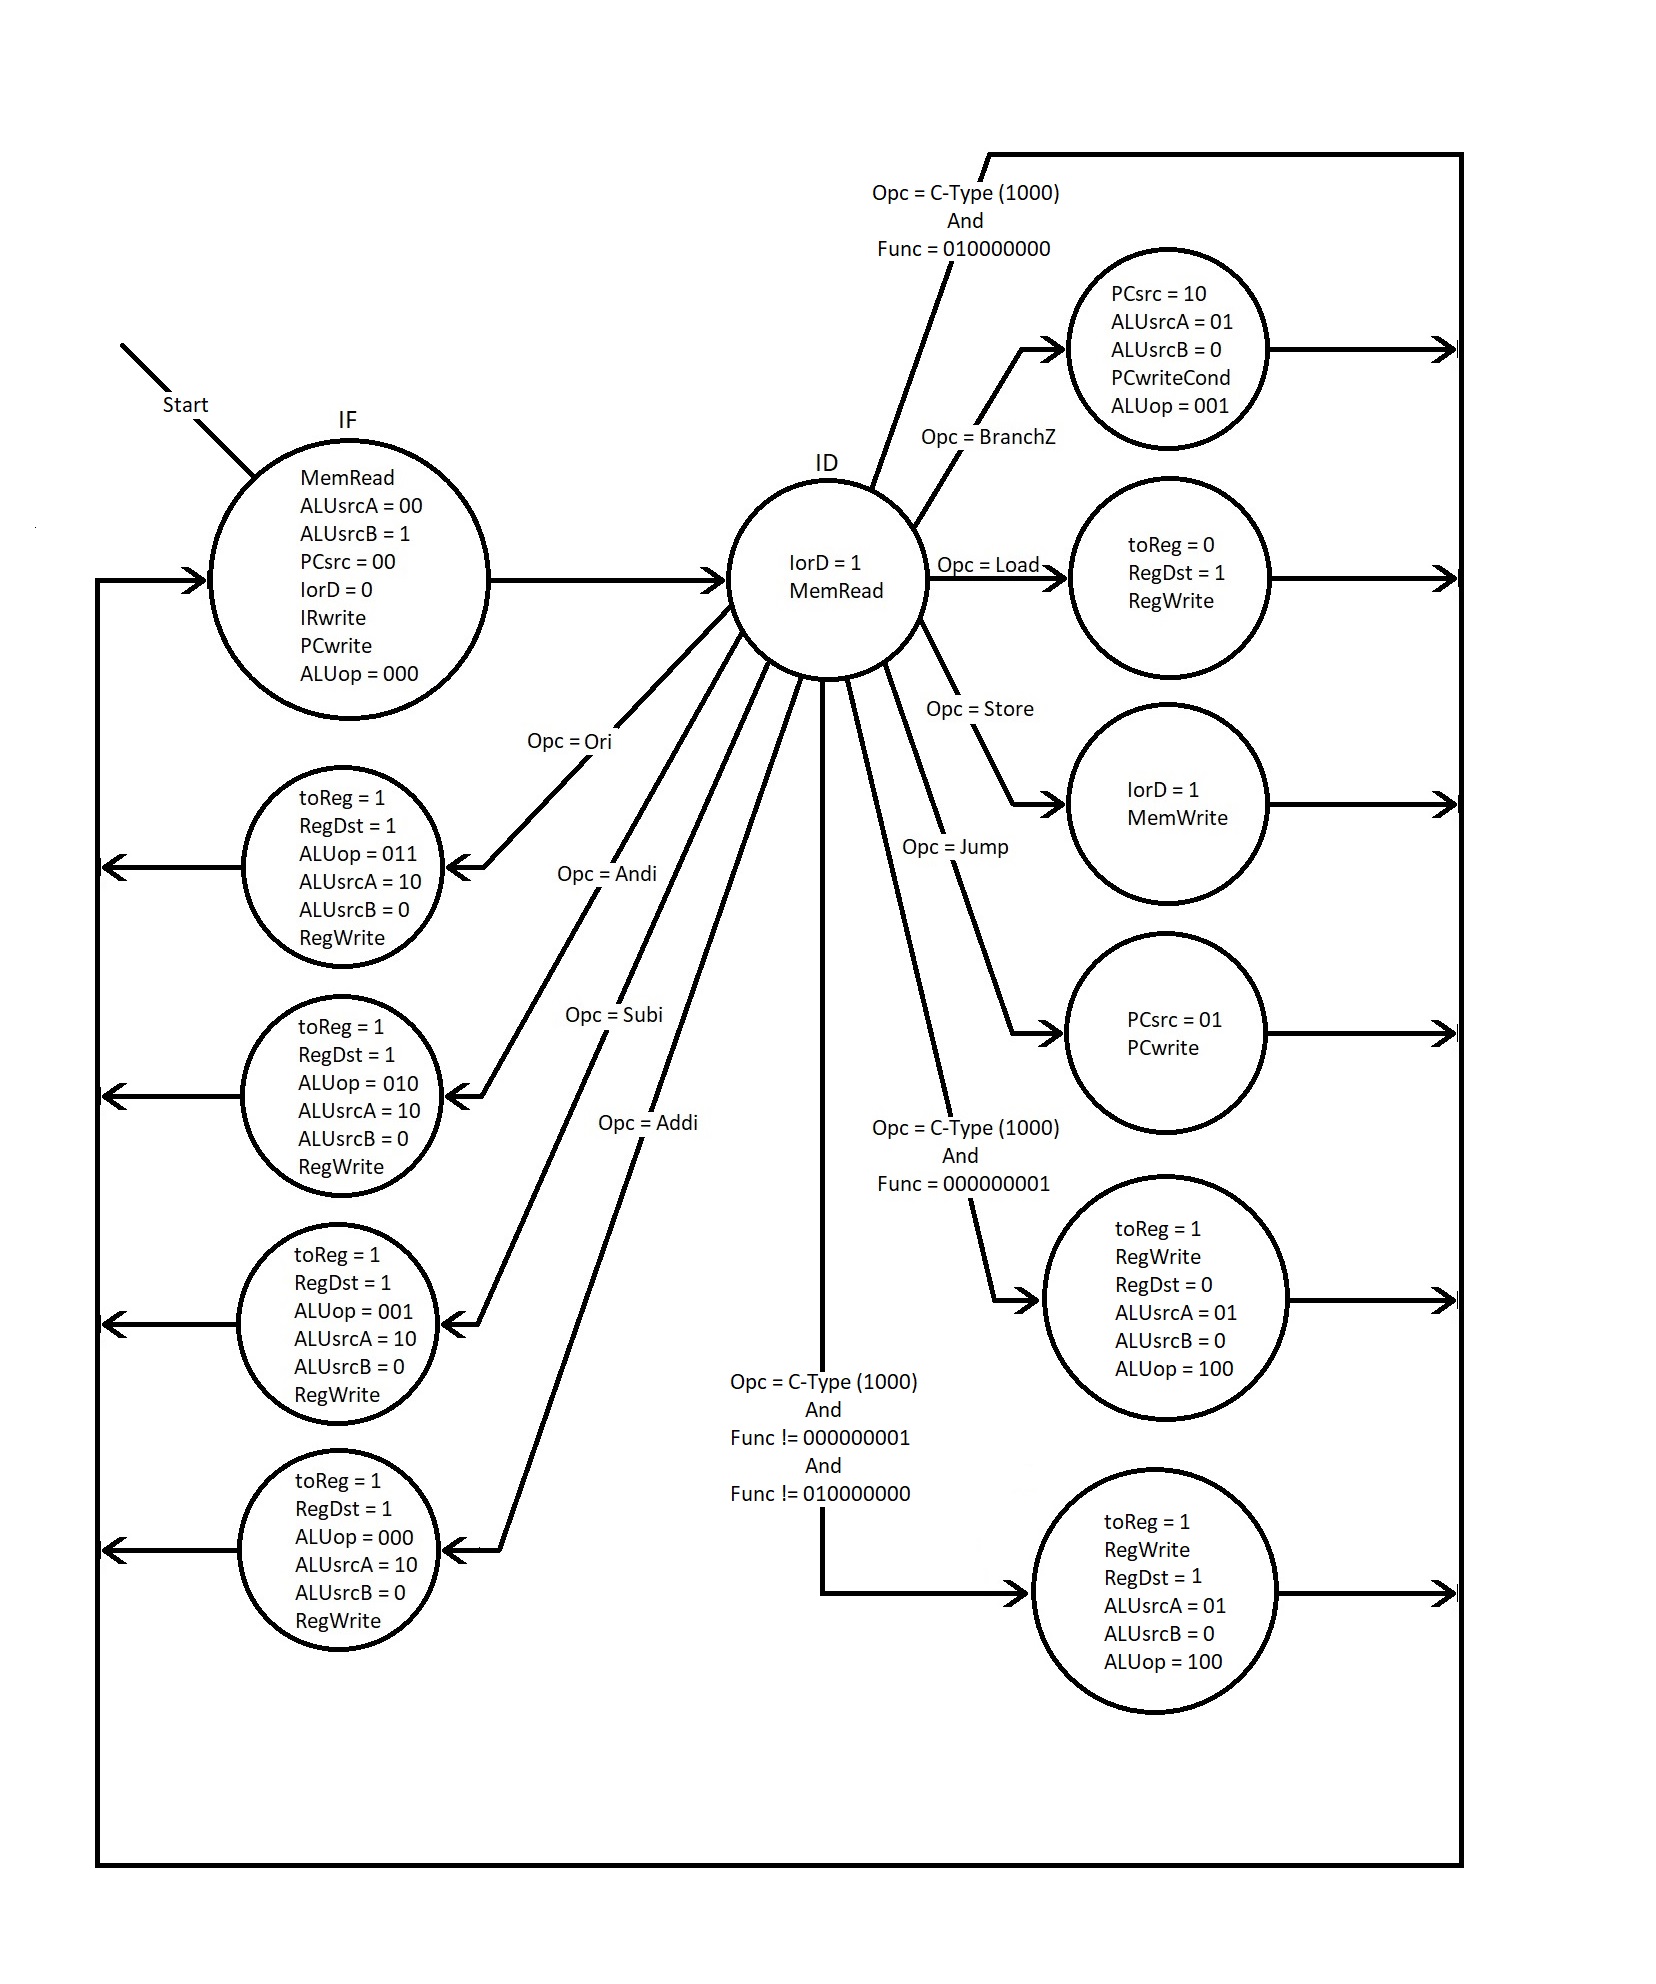 Opc = C-Type (1000)
And
Func = 010000000
PCsrc = 10
ALUsrcA = 01
ALUsrcB = 0
PCwriteCond
ALUop = 001
Start
IF
MemRead
ALUsrcA = 00
ALUsrcB = 1
PCsrc = 00
IorD = 0
IRwrite
PCwrite
ALUop = 000
ID
IorD = 1
MemRead
Opc = BranchZ
Opc = Load
toReg = 0
RegDst = 1
RegWrite
Opc = Store
IorD = 1
MemWrite
Opc = Jump
PCsrc = 01
PCwrite
Opc = Ori
toReg = 1
RegDst = 1
ALUop = 011
ALUsrcA = 10
ALUsrcB = 0
RegWrite
Opc = Andi
toReg = 1
RegDst = 1
ALUop = 010
ALUsrcA = 10
ALUsrcB = 0
RegWrite
Opc = Subi
toReg = 1
RegDst = 1
ALUop = 001
ALUsrcA = 10
ALUsrcB = 0
RegWrite
Opc = Addi
toReg = 1
RegDst = 1
ALUop = 000
ALUsrcA = 10
ALUsrcB = 0
RegWrite
Opc = C-Type (1000)
And
Func = 000000001
toReg = 1
RegWrite
RegDst = 0
ALUsrcA = 01
ALUsrcB = 0
ALUop = 100
Opc = C-Type (1000)
And
Func != 000000001
And
Func != 010000000
toReg = 1
RegWrite
RegDst = 1
ALUsrcA = 01
ALUsrcB = 0
ALUop = 100